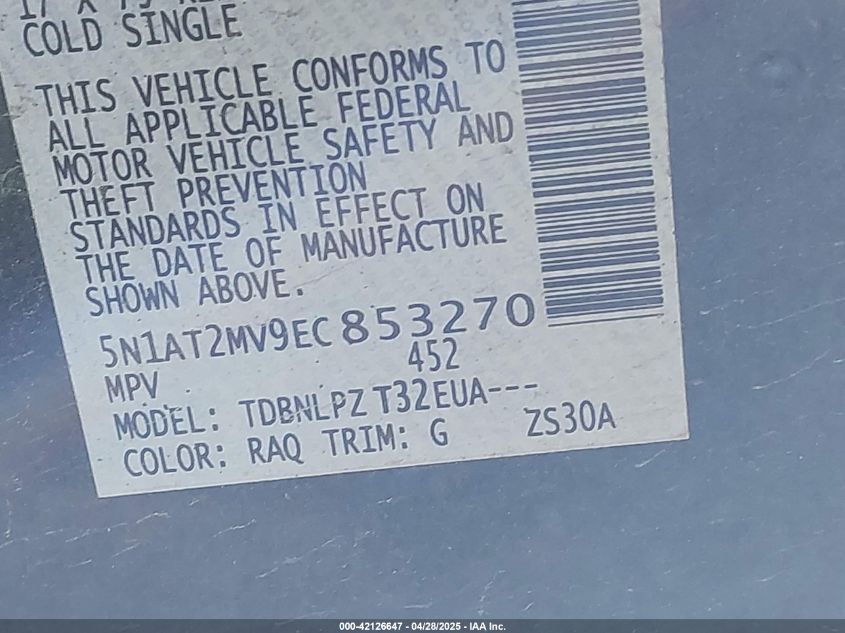 17 X
COLD SINGLE
THIS VEHICLE CONFORMS TO
ALL APPLICABLE FEDERAL
MOTOR VEHICLE SAFETY AND
THEFT PREVENTION
STANDARDS IN EFFECT ON
THE DATE OF MANUFACTURE
SHOWN ABOVE.
5N1AT2MV9EC853270
MPV 452
MODEL: TDBNLPZ T32EUA---
COLOR: RAQ TRIM: G ZS30A
000-42126647 - 04/28/2025 - IAA Inc.